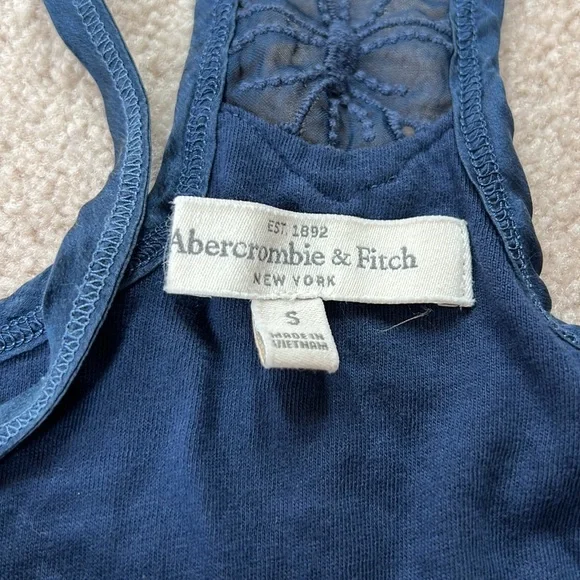 EST. 1892
Abercrombie & Fitch
NEW YORK
S
MADE IN
VIETNAM